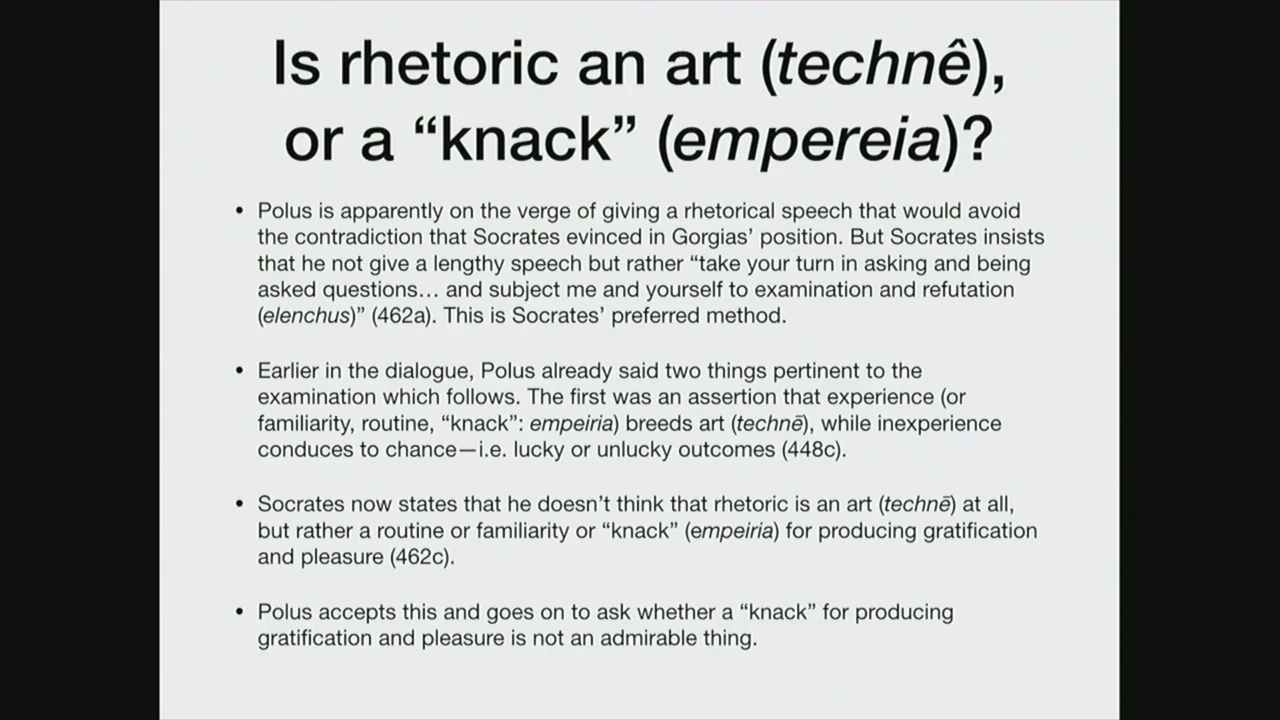 Is rhetoric an art (technê),
or a “knack” (empereia)?
• Polus is apparently on the verge of giving a rhetorical speech that would avoid
the contradiction that Socrates evinced in Gorgias’ position. But Socrates insists
that he not give a lengthy speech but rather “take your turn in asking and being
asked questions… and subject me and yourself to examination and refutation
(elenchus)” (462a). This is Socrates’ preferred method.
• Earlier in the dialogue, Polus already said two things pertinent to the
examination which follows. The first was an assertion that experience (or
familiarity, routine, “knack”: empeiria) breeds art (technē), while inexperience
conduces to chance—i.e. lucky or unlucky outcomes (448c).
• Socrates now states that he doesn’t think that rhetoric is an art (technē) at all,
but rather a routine or familiarity or “knack” (empeiria) for producing gratification
and pleasure (462c).
• Polus accepts this and goes on to ask whether a “knack” for producing
gratification and pleasure is not an admirable thing.